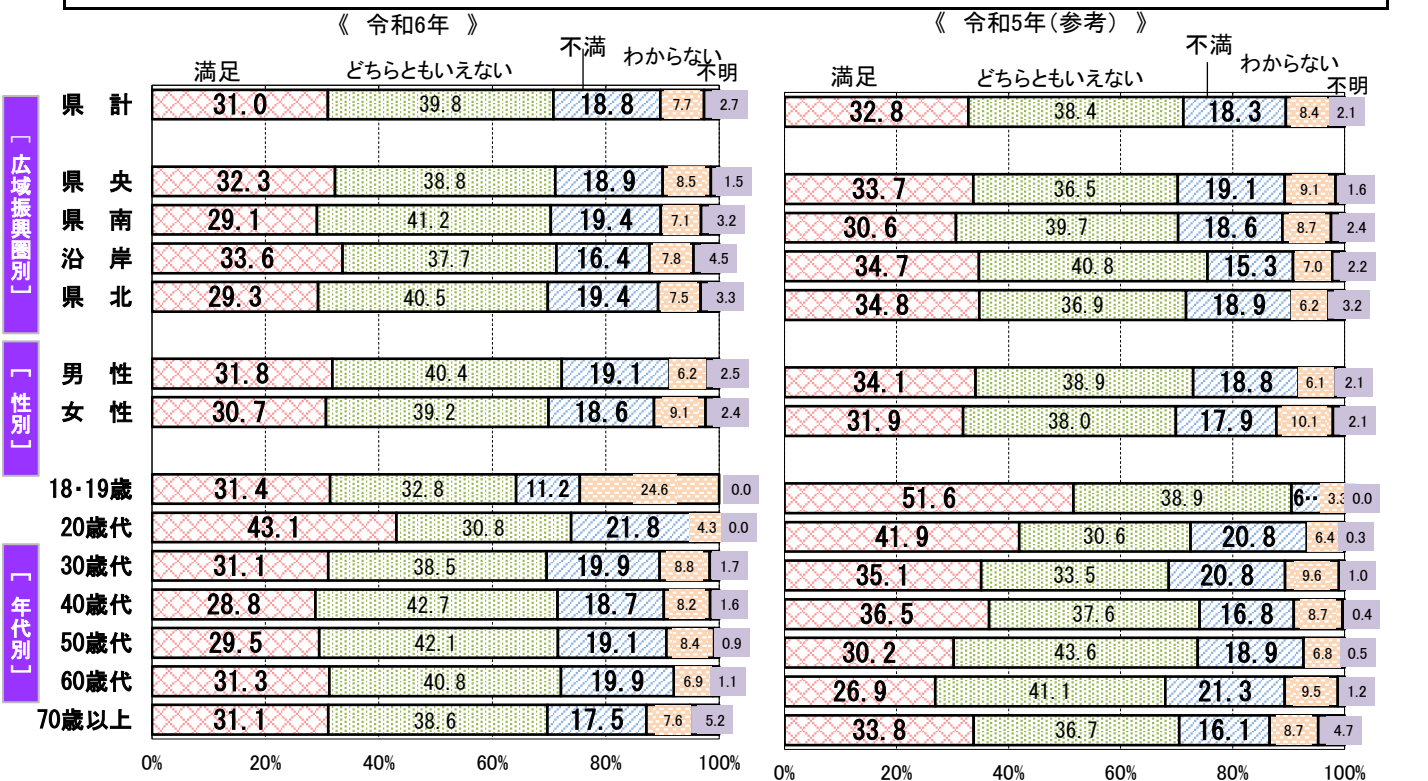 《 令和6年 》
《 令和5年(参考) 》
満足 どちらともいえない 不満 わからない 不明
満足 どちらともいえない 不満 わからない 不明
県 計 31.0 39.8 18.8 7.7 2.7 32.8 38.4 18.3 8.4 2.1
[ 広域振興圏別 ]
県 央 32.3 38.8 18.9 8.5 1.5 33.7 36.5 19.1 9.1 1.6
県 南 29.1 41.2 19.4 7.1 3.2 30.6 39.7 18.6 8.7 2.4
沿 岸 33.6 37.7 16.4 7.8 4.5 34.7 40.8 15.3 7.0 2.2
県 北 29.3 40.5 19.4 7.5 3.3 34.8 36.9 18.9 6.2 3.2
[ 性別 ]
男 性 31.8 40.4 19.1 6.2 2.5 34.1 38.9 18.8 6.1 2.1
女 性 30.7 39.2 18.6 9.1 2.4 31.9 38.0 17.9 10.1 2.1
[ 年代別 ]
18・19歳 31.4 32.8 11.2 24.6 0.0 51.6 38.9 6… 3.3 0.0
20歳代 43.1 30.8 21.8 4.3 0.0 41.9 30.6 20.8 6.4 0.3
30歳代 31.1 38.5 19.9 8.8 1.7 35.1 33.5 20.8 9.6 1.0
40歳代 28.8 42.7 18.7 8.2 1.6 36.5 37.6 16.8 8.7 0.4
50歳代 29.5 42.1 19.1 8.4 0.9 30.2 43.6 18.9 6.8 0.5
60歳代 31.3 40.8 19.9 6.9 1.1 26.9 41.1 21.3 9.5 1.2
70歳以上 31.1 38.6 17.5 7.6 5.2 33.8 36.7 16.1 8.7 4.7
0% 20% 40% 60% 80% 100%
0% 20% 40% 60% 80% 100%